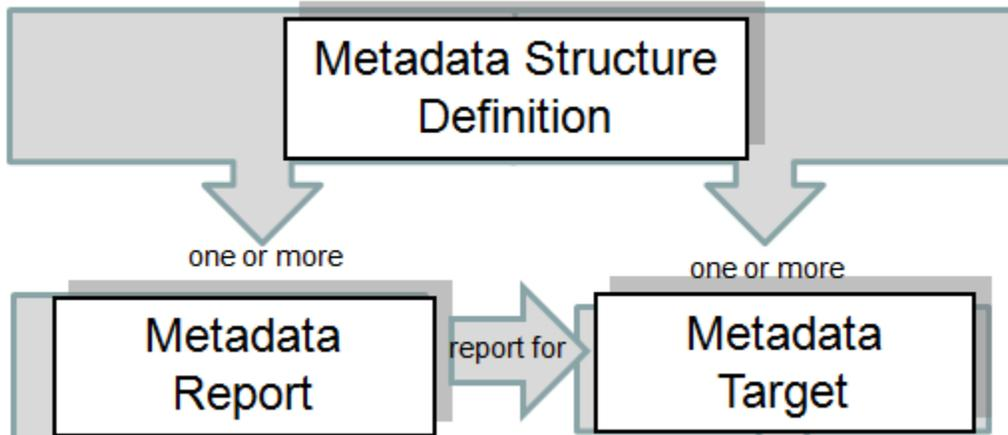 Metadata Structure
Definition
one or more
one or more
Metadata
Report
report for
Metadata
Target